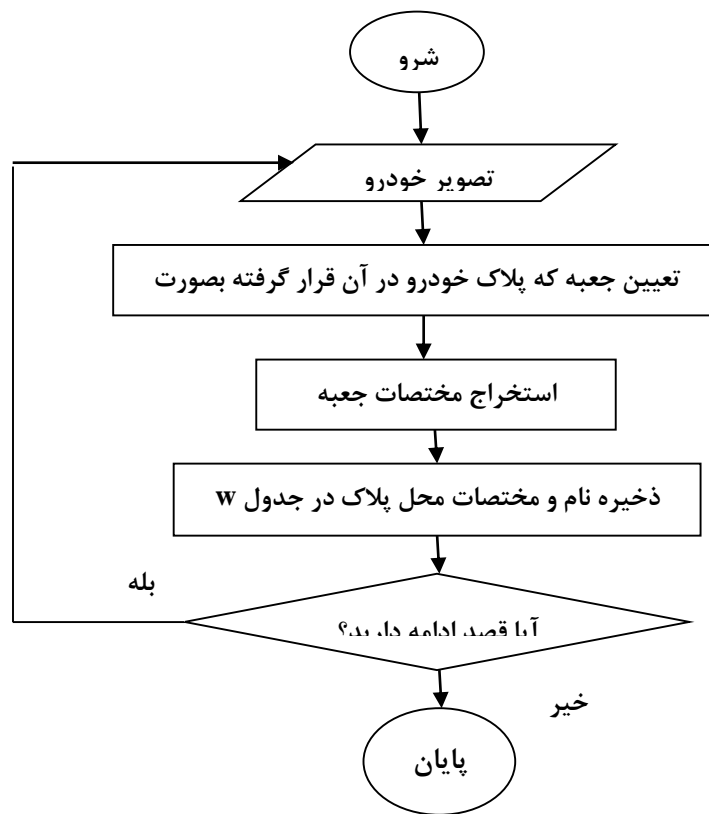 شرو
تصویر خودرو
تعیین جعبه که پلاک خودرو در آن قرار گرفته بصورت
استخراج مختصات جعبه
ذخیره نام و مختصات محل پلاک در جدول w
بله
آیا قصد ادامه دارید؟
خیر
پایان